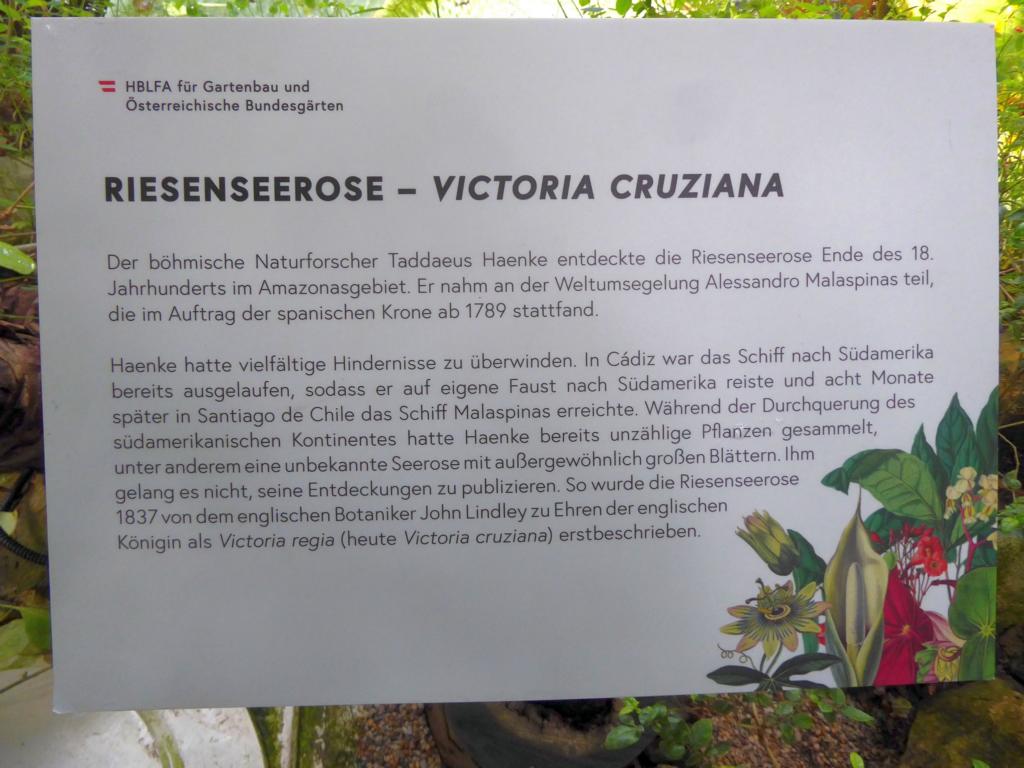 HBLFA für Gartenbau und
Österreichische Bundesgärten
RIESENSEEROSE – VICTORIA CRUZIANA
Der böhmische Naturforscher Taddaeus Haenke entdeckte die Riesenseerose Ende des 18.
Jahrhunderts im Amazonasgebiet. Er nahm an der Weltumsegelung Alessandro Malaspinas teil,
die im Auftrag der spanischen Krone ab 1789 stattfand.
Haenke hatte vielfältige Hindernisse zu überwinden. In Cádiz war das Schiff nach Südamerika
bereits ausgelaufen, sodass er auf eigene Faust nach Südamerika reiste und acht Monate
später in Santiago de Chile das Schiff Malaspinas erreichte. Während der Durchquerung des
südamerikanischen Kontinentes hatte Haenke bereits unzählige Pflanzen gesammelt,
unter anderem eine unbekannte Seerose mit außergewöhnlich großen Blättern. Ihm
gelang es nicht, seine Entdeckungen zu publizieren. So wurde die Riesenseerose
1837 von dem englischen Botaniker John Lindley zu Ehren der englischen
Königin als Victoria regia (heute Victoria cruziana) erstbeschrieben.